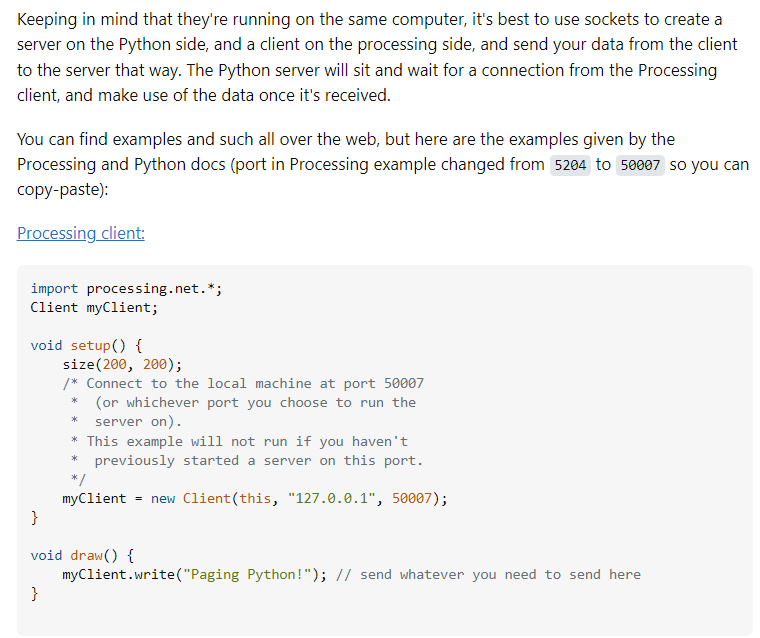 Keeping in mind that they're running on the same computer, it's best to use sockets to create a
server on the Python side, and a client on the processing side, and send your data from the client
to the server that way. The Python server will sit and wait for a connection from the Processing
client, and make use of the data once it's received.
You can find examples and such all over the web, but here are the examples given by the
Processing and Python docs (port in Processing example changed from 5204 to 50007 so you can
copy-paste):
Processing client:
import processing.net.*;
Client myClient;
void setup() {
    size(200, 200);
    /* Connect to the local machine at port 50007
     *  (or whichever port you choose to run the
     *  server on).
     * This example will not run if you haven't
     *  previously started a server on this port.
     */
    myClient = new Client(this, "127.0.0.1", 50007);
}
void draw() {
    myClient.write("Paging Python!"); // send whatever you need to send here
}